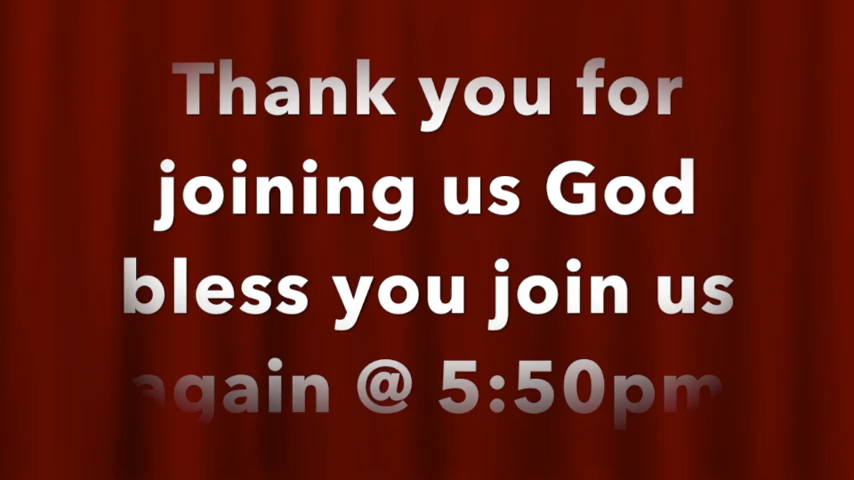 Thank you for
joining us God
bless you join us
again @ 5:50pm